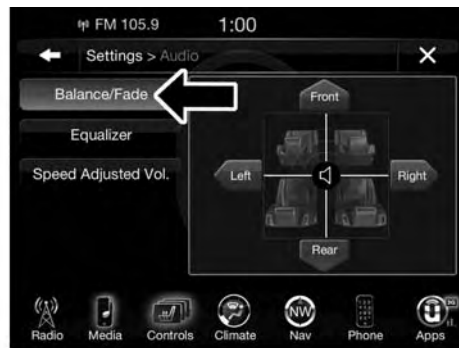 FM 105.9 1:00
Settings > Audio
Balance/Fade
Front
Equalizer
Speed Adjusted Vol.
Left
Right
Rear
NW
3G
Radio Media Controls Climate Nav Phone Apps